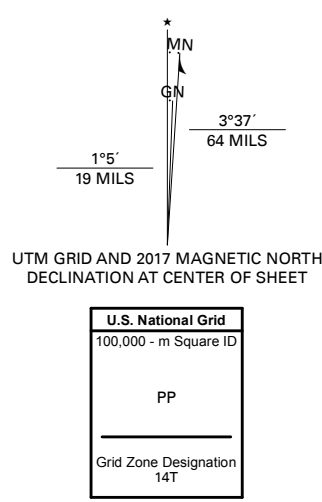 ★
MN
GN
3°37´
64 MILS
1°5´
19 MILS
UTM GRID AND 2017 MAGNETIC NORTH
DECLINATION AT CENTER OF SHEET
U.S. National Grid
100,000 - m Square ID
PP
Grid Zone Designation
14T